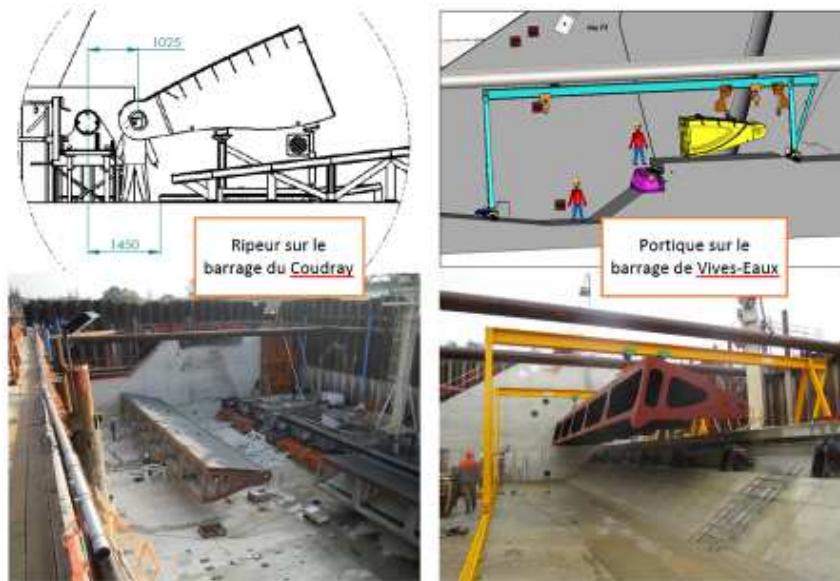 1025
1450
Ripeur sur le
barrage du Coudray
Portique sur le
barrage de Vives-Eaux